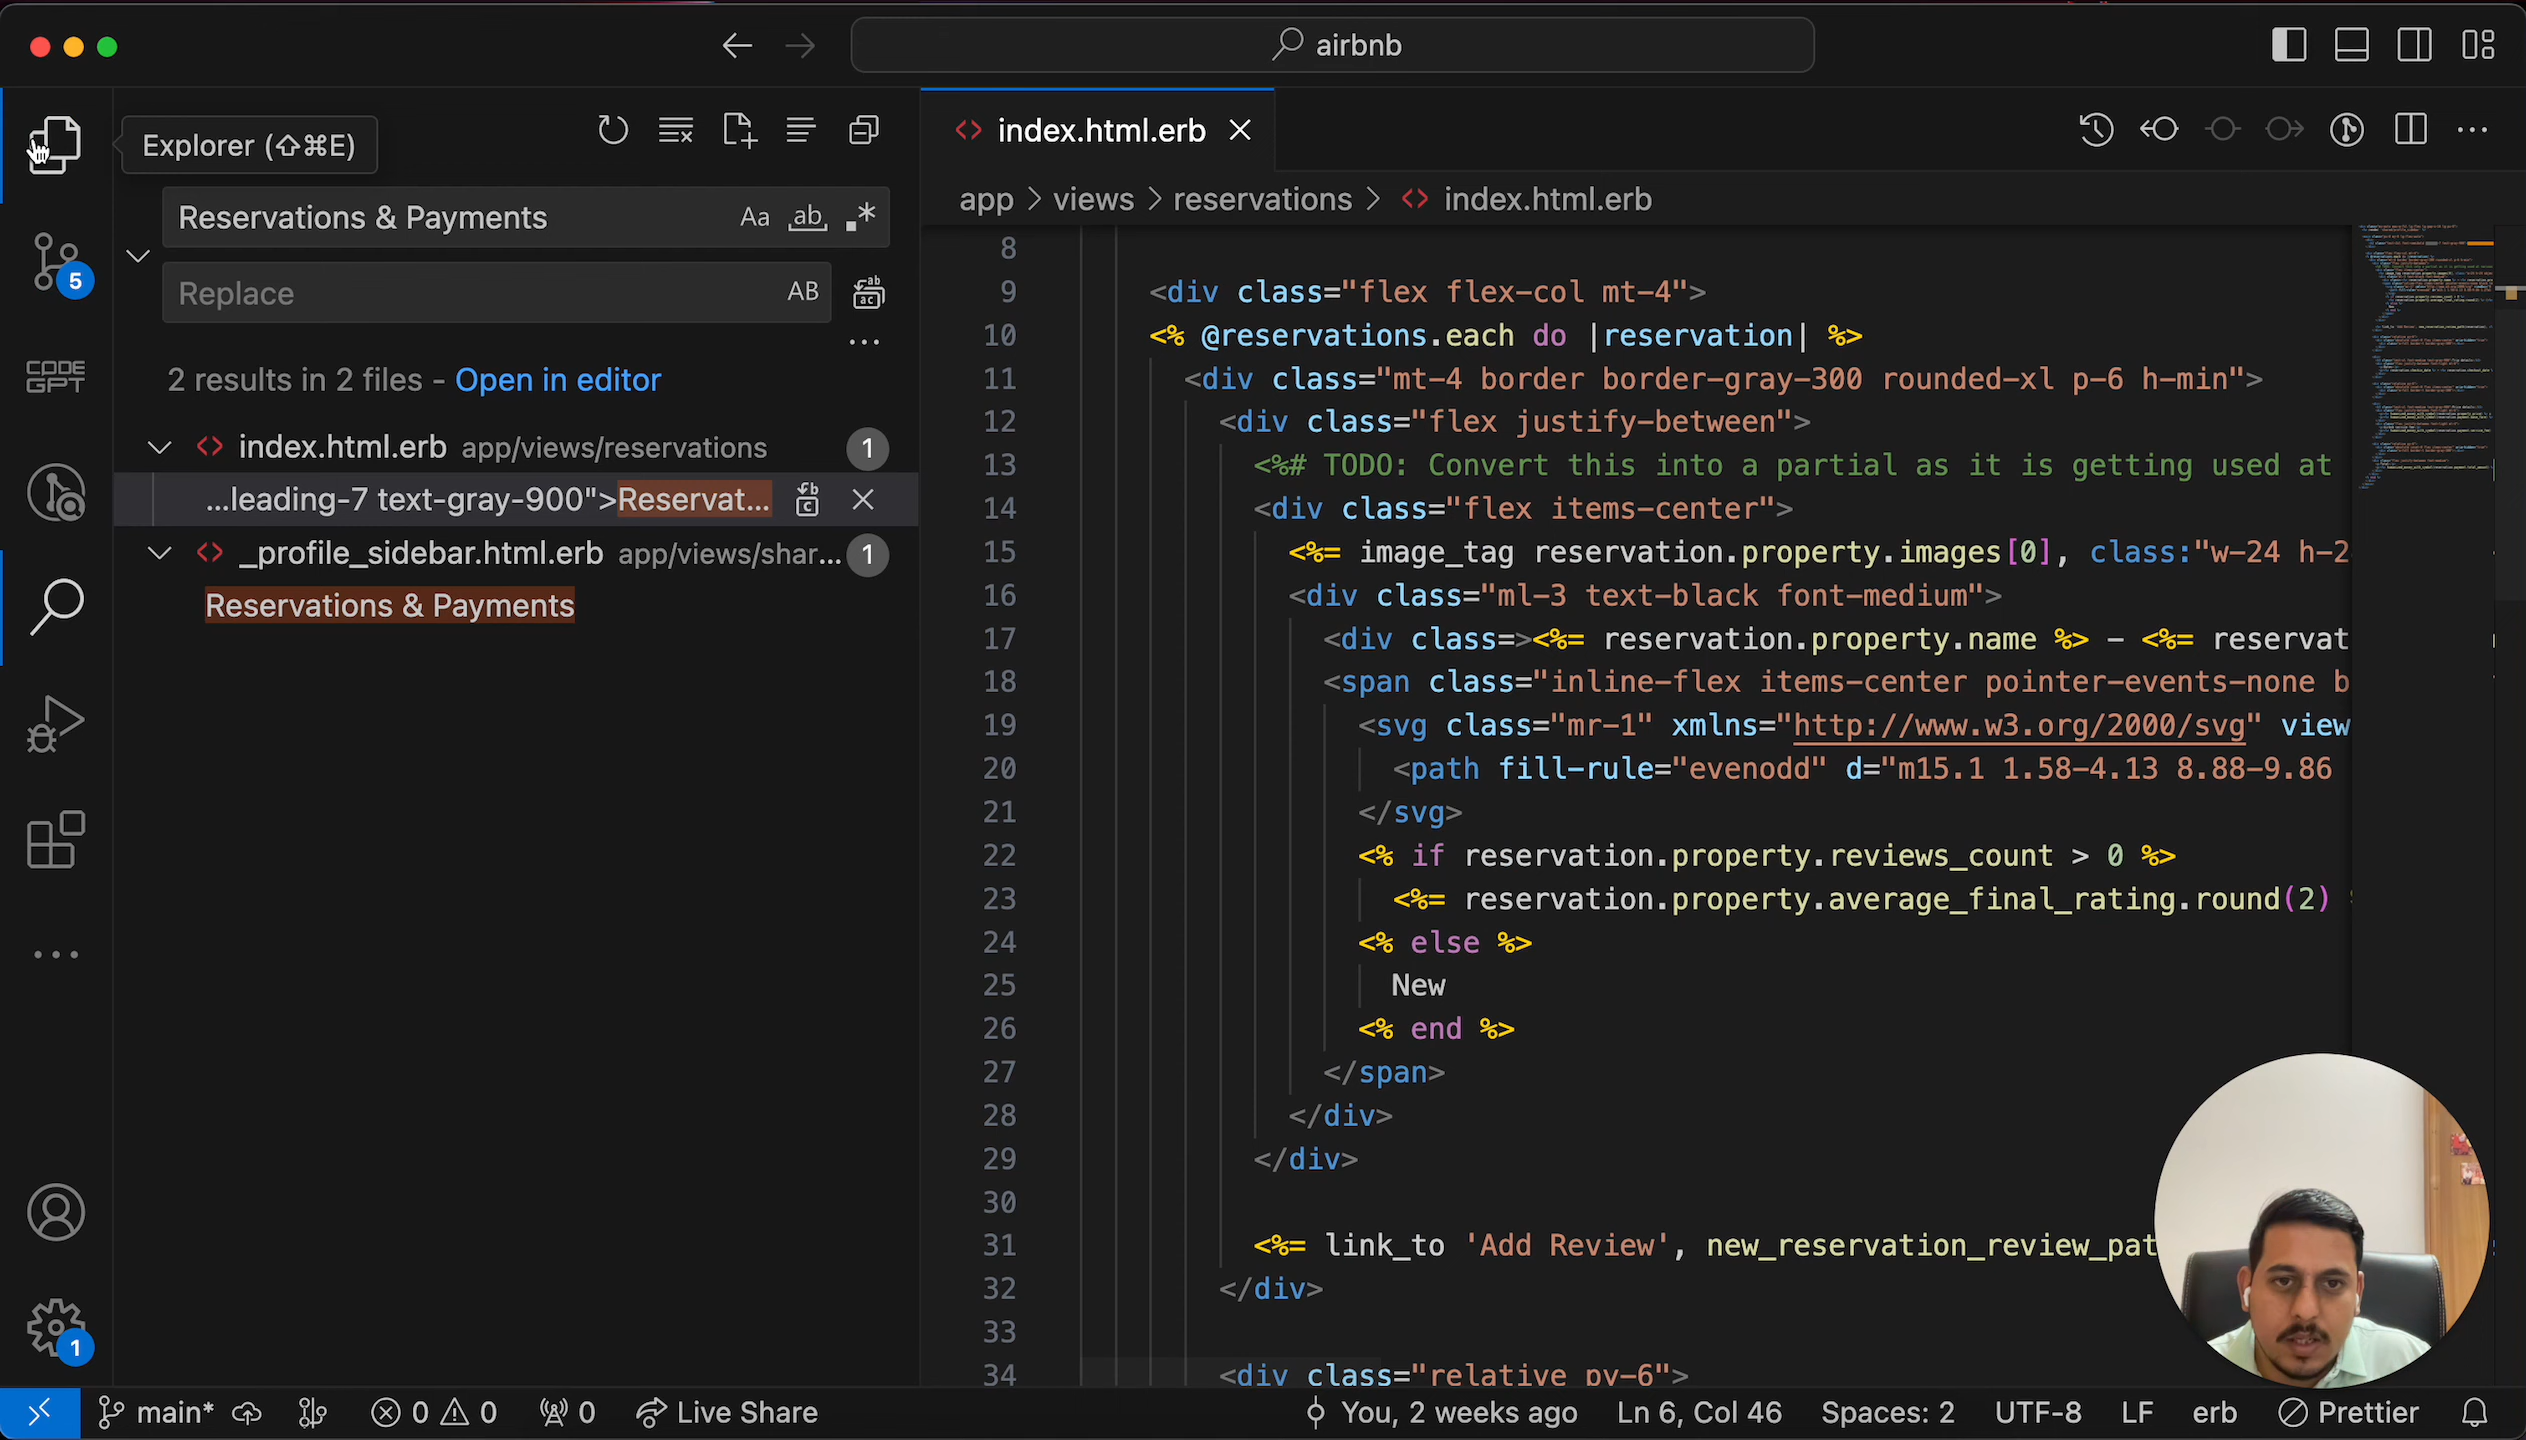 airbnb
Explorer (⇧⌘E)
index.html.erb
app > views > reservations > index.html.erb
5
Reservations & Payments
Aa
ab
.*
Replace
AB
CODE
GPT
2 results in 2 files - Open in editor
index.html.erb app/views/reservations
1
...leading-7 text-gray-900">Reservat...
_profile_sidebar.html.erb app/views/shar...
1
Reservations & Payments
1
8
9 <div class="flex flex-col mt-4">
10 <% @reservations.each do |reservation| %>
11 <div class="mt-4 border border-gray-300 rounded-xl p-6 h-min">
12 <div class="flex justify-between">
13 <%# TODO: Convert this into a partial as it is getting used at
14 <div class="flex items-center">
15 <%= image_tag reservation.property.images[0], class:"w-24 h-2
16 <div class="ml-3 text-black font-medium">
17 <div class=><%= reservation.property.name %> - <%= reservat
18 <span class="inline-flex items-center pointer-events-none b
19 <svg class="mr-1" xmlns="http://www.w3.org/2000/svg" view
20 <path fill-rule="evenodd" d="m15.1 1.58-4.13 8.88-9.86
21 </svg>
22 <% if reservation.property.reviews_count > 0 %>
23 <%= reservation.property.average_final_rating.round(2)
24 <% else %>
25 New
26 <% end %>
27 </span>
28 </div>
29 </div>
30
31 <%= link_to 'Add Review', new_reservation_review_pat
32 </div>
33
34 <div class="relative py-6">
main* 0 0 0 Live Share You, 2 weeks ago Ln 6, Col 46 Spaces: 2 UTF-8 LF erb Prettier